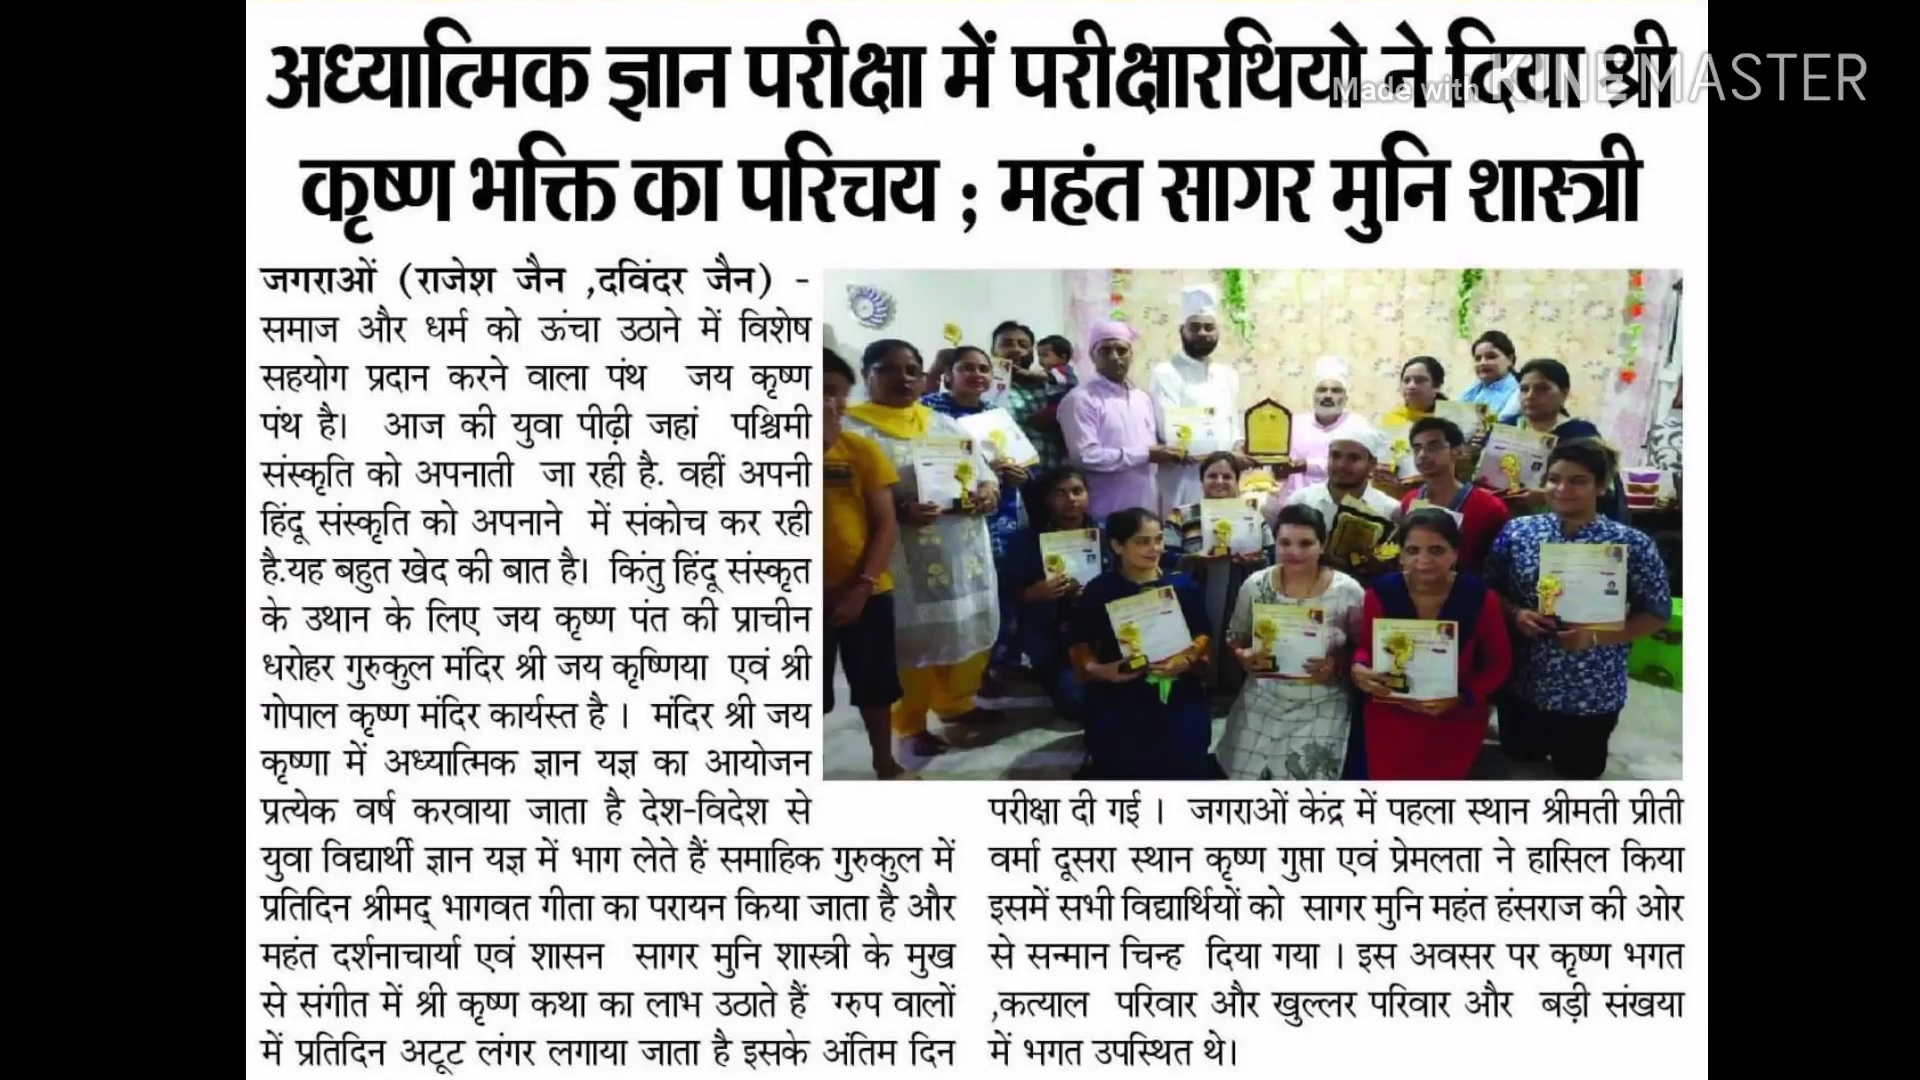 अध्यात्मिक ज्ञान परीक्षा में परीक्षारथियो ने दिया श्री
कृष्ण भक्ति का परिचय ; महंत सागर मुनि शास्त्री
Made with KINEMASTER
जगराओं (राजेश जैन ,दविंदर जैन) -
समाज और धर्म को ऊंचा उठाने में विशेष
सहयोग प्रदान करने वाला पंथ जय कृष्ण
पंथ है। आज की युवा पीढ़ी जहां पश्चिमी
संस्कृति को अपनाती जा रही है. वहीं अपनी
हिंदू संस्कृति को अपनाने में संकोच कर रही
है.यह बहुत खेद की बात है। किंतु हिंदू संस्कृत
के उथान के लिए जय कृष्ण पंत की प्राचीन
धरोहर गुरुकुल मंदिर श्री जय कृष्णिया एवं श्री
गोपाल कृष्ण मंदिर कार्यस्त है । मंदिर श्री जय
कृष्णा में अध्यात्मिक ज्ञान यज्ञ का आयोजन
प्रत्येक वर्ष करवाया जाता है देश-विदेश से
युवा विद्यार्थी ज्ञान यज्ञ में भाग लेते हैं समाहिक गुरुकुल में
प्रतिदिन श्रीमद् भागवत गीता का परायन किया जाता है और
महंत दर्शनाचार्या एवं शासन सागर मुनि शास्त्री के मुख
से संगीत में श्री कृष्ण कथा का लाभ उठाते हैं ग्रुप वालों
में प्रतिदिन अटूट लंगर लगाया जाता है इसके अंतिम दिन
परीक्षा दी गई । जगराओं केंद्र में पहला स्थान श्रीमती प्रीती
वर्मा दूसरा स्थान कृष्ण गुप्ता एवं प्रेमलता ने हासिल किया
इसमें सभी विद्यार्थियों को सागर मुनि महंत हंसराज की ओर
से सन्मान चिन्ह दिया गया । इस अवसर पर कृष्ण भगत
,कत्याल परिवार और खुल्लर परिवार और बड़ी संखया
में भगत उपस्थित थे।